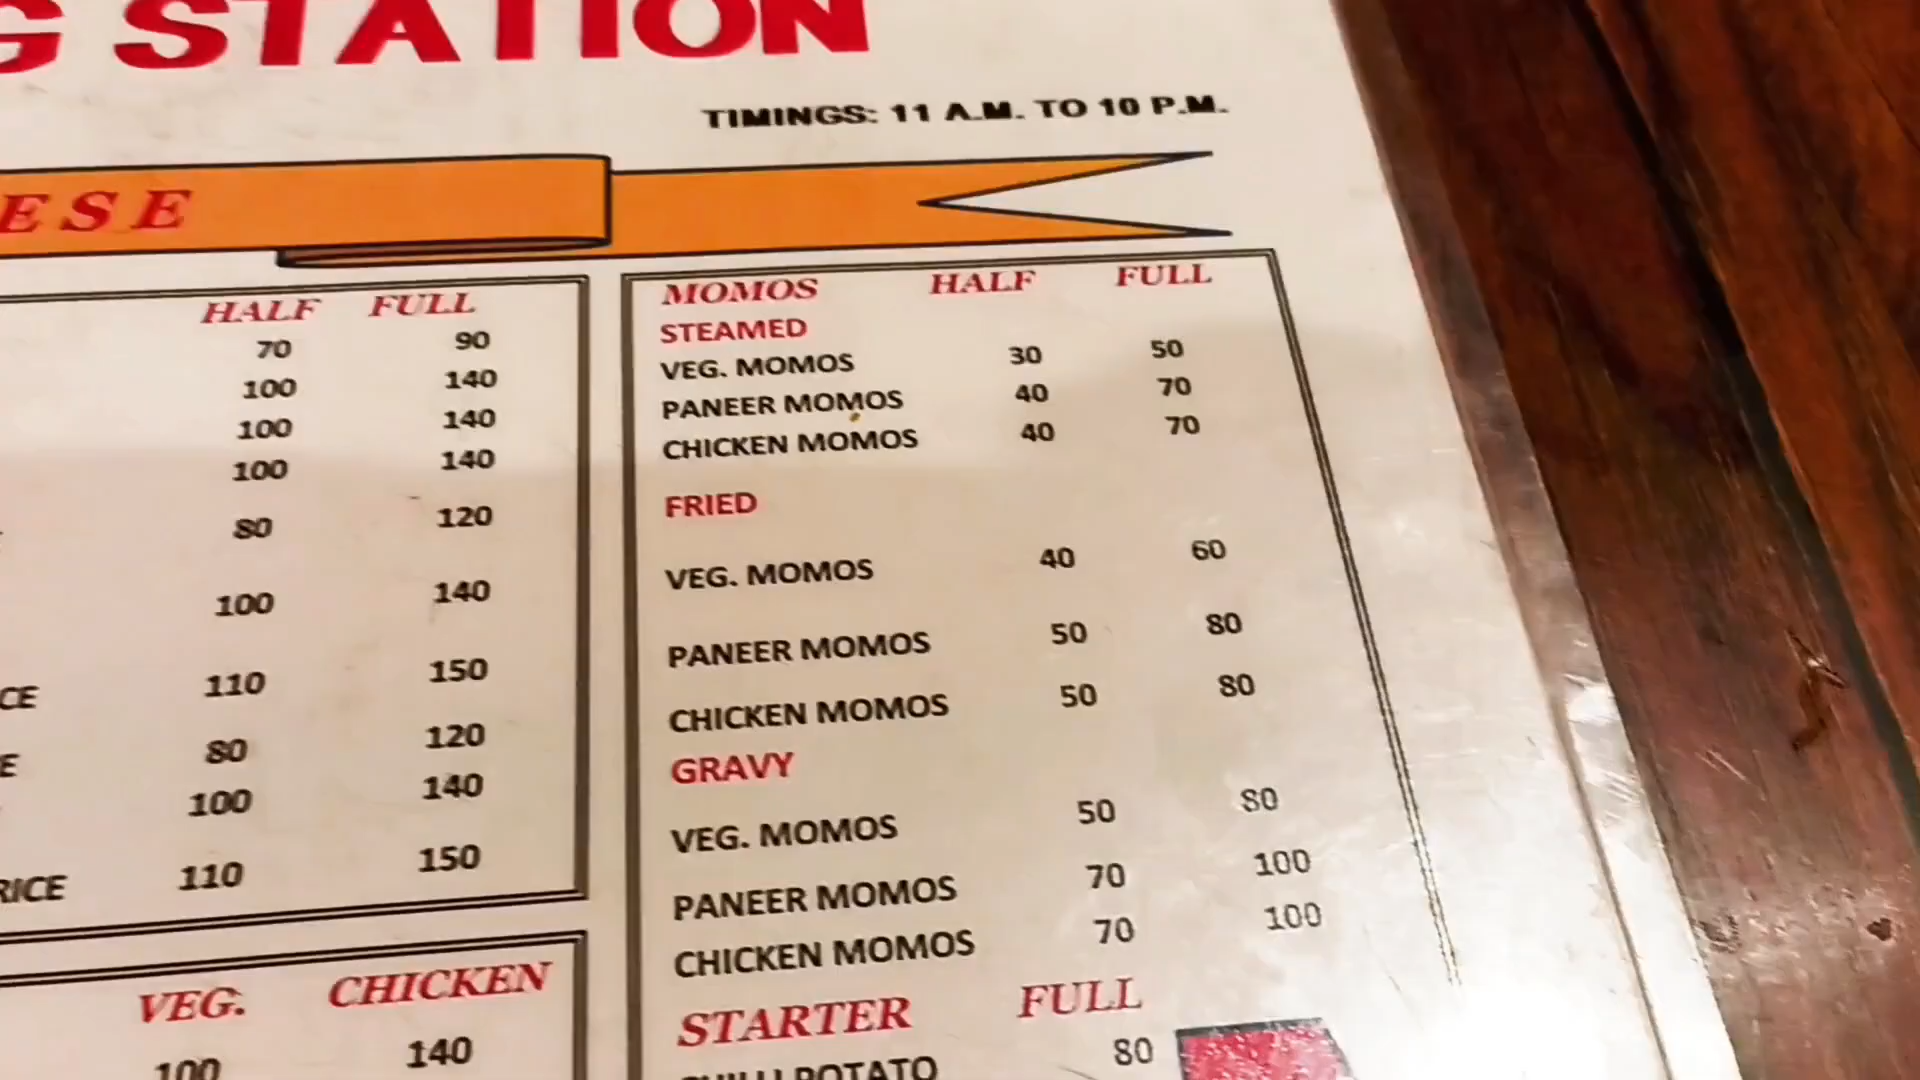 G STATION
TIMINGS: 11 A.M. TO 10 P.M.
ESE
HALF FULL
70 90
100 140
100 140
100 140
80 120
100 140
CE 110 150
E 80 120
100 140
RICE 110 150
VEG. CHICKEN
100 140
MOMOS HALF FULL
STEAMED
VEG. MOMOS 30 50
PANEER MOMOS 40 70
CHICKEN MOMOS 40 70
FRIED
VEG. MOMOS 40 60
PANEER MOMOS 50 80
CHICKEN MOMOS 50 80
GRAVY
VEG. MOMOS 50 80
PANEER MOMOS 70 100
CHICKEN MOMOS 70 100
STARTER FULL
CHILLI POTATO 80